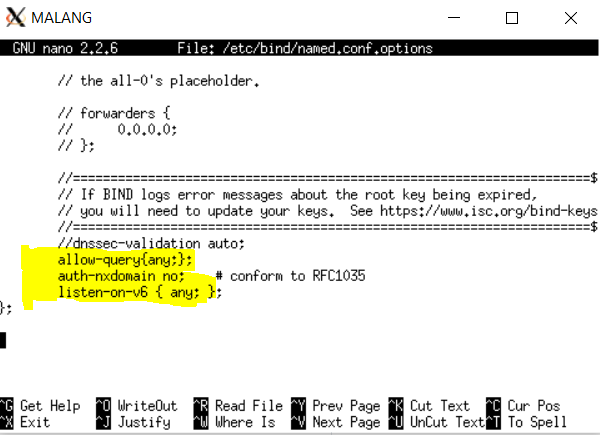 MALANG
GNU nano 2.2.6 File: /etc/bind/named.conf.options
// the all-0's placeholder.
// forwarders {
// 0.0.0.0;
// };
//========================================================================$
// If BIND logs error messages about the root key being expired,
// you will need to update your keys. See https://www.isc.org/bind-keys
//========================================================================$
//dnssec-validation auto;
allow-query{any;};
auth-nxdomain no; # conform to RFC1035
listen-on-v6 { any; };
};
^G Get Help ^O WriteOut ^R Read File ^Y Prev Page ^K Cut Text ^C Cur Pos
^X Exit ^J Justify ^W Where Is ^V Next Page ^U UnCut Text ^T To Spell